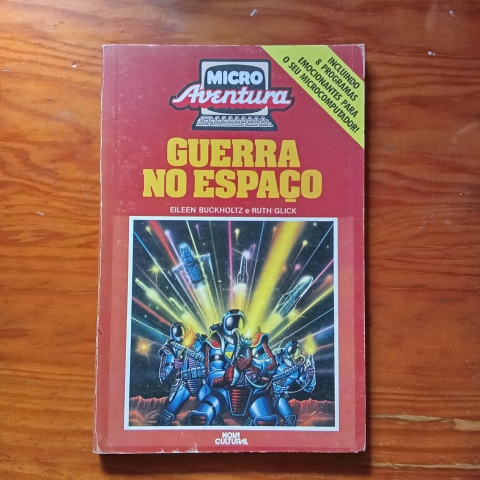 MICRO
Aventura
INCLUINDO
8 PROGRAMAS
EMOCIONANTES PARA
O SEU MICROCOMPUTADOR!
GUERRA
NO ESPAÇO
EILEEN BUCKHOLTZ e RUTH GLICK
NOVA
CULTURAL